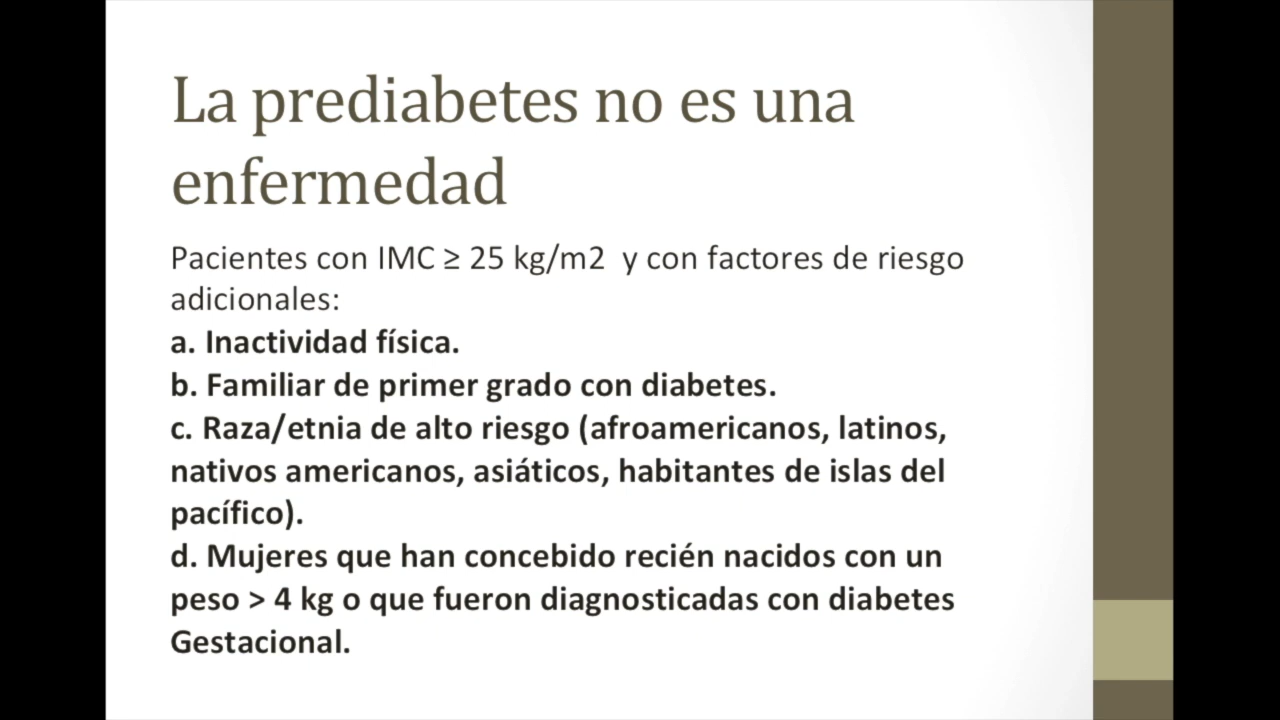 La prediabetes no es una
enfermedad
Pacientes con IMC ≥ 25 kg/m2  y con factores de riesgo
adicionales:
a. Inactividad física.
b. Familiar de primer grado con diabetes.
c. Raza/etnia de alto riesgo (afroamericanos, latinos,
nativos americanos, asiáticos, habitantes de islas del
pacífico).
d. Mujeres que han concebido recién nacidos con un
peso > 4 kg o que fueron diagnosticadas con diabetes
Gestacional.